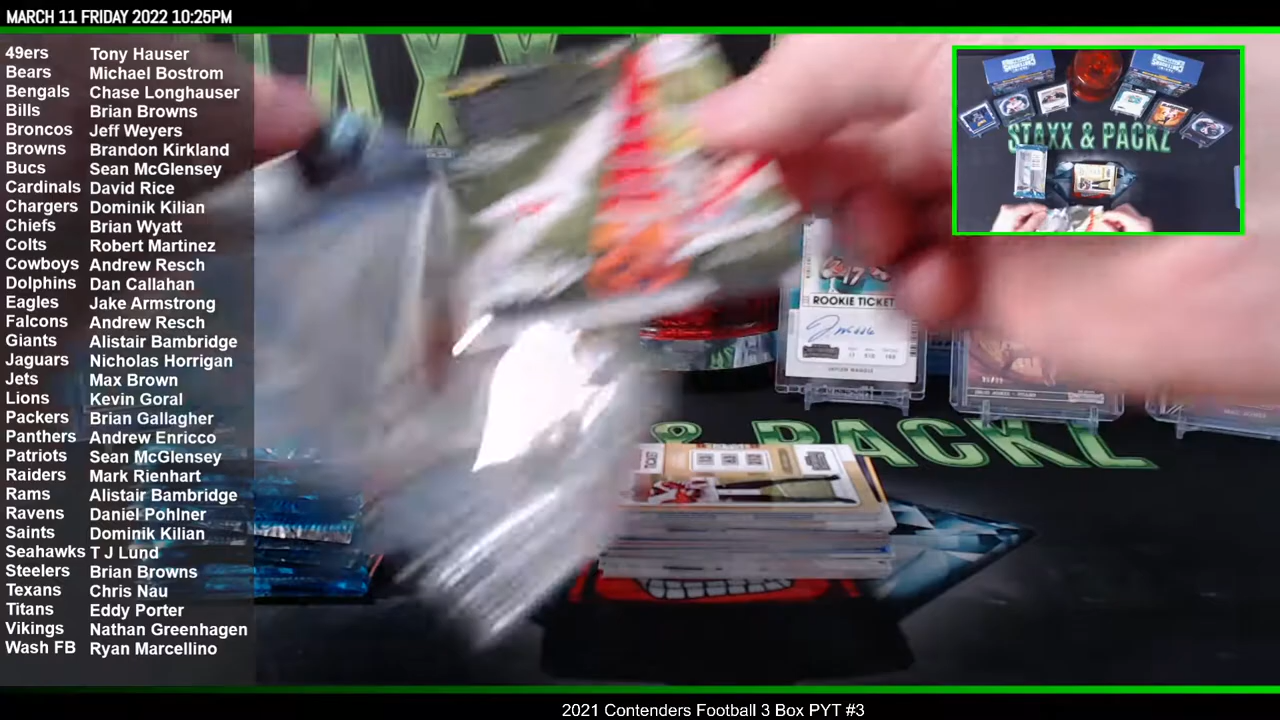 MARCH 11 FRIDAY 2022 10:25PM
49ers Tony Hauser
Bears Michael Bostrom
Bengals Chase Longhauser
Bills Brian Browns
Broncos Jeff Weyers
Browns Brandon Kirkland
Bucs Sean McGlensey
Cardinals David Rice
Chargers Dominik Kilian
Chiefs Brian Wyatt
Colts Robert Martinez
Cowboys Andrew Resch
Dolphins Dan Callahan
Eagles Jake Armstrong
Falcons Andrew Resch
Giants Alistair Bambridge
Jaguars Nicholas Horrigan
Jets Max Brown
Lions Kevin Goral
Packers Brian Gallagher
Panthers Andrew Enricco
Patriots Sean McGlensey
Raiders Mark Rienhart
Rams Alistair Bambridge
Ravens Daniel Pohlner
Saints Dominik Kilian
Seahawks T J Lund
Steelers Brian Browns
Texans Chris Nau
Titans Eddy Porter
Vikings Nathan Greenhagen
Wash FB Ryan Marcellino
STAXX & PACKZ
17
ROOKIE TICKET
JAYLEN WADDLE
& PACKZ
2021 Contenders Football 3 Box PYT #3